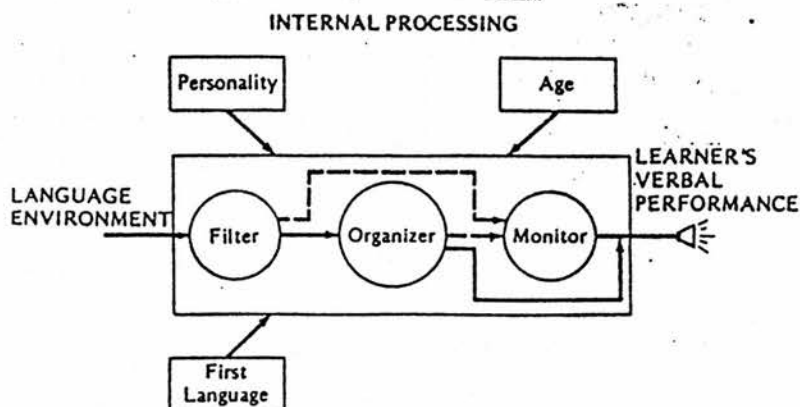 INTERNAL PROCESSING
Personality
Age
LANGUAGE
ENVIRONMENT
Filter
Organizer
Monitor
LEARNER'S
VERBAL
PERFORMANCE
First
Language